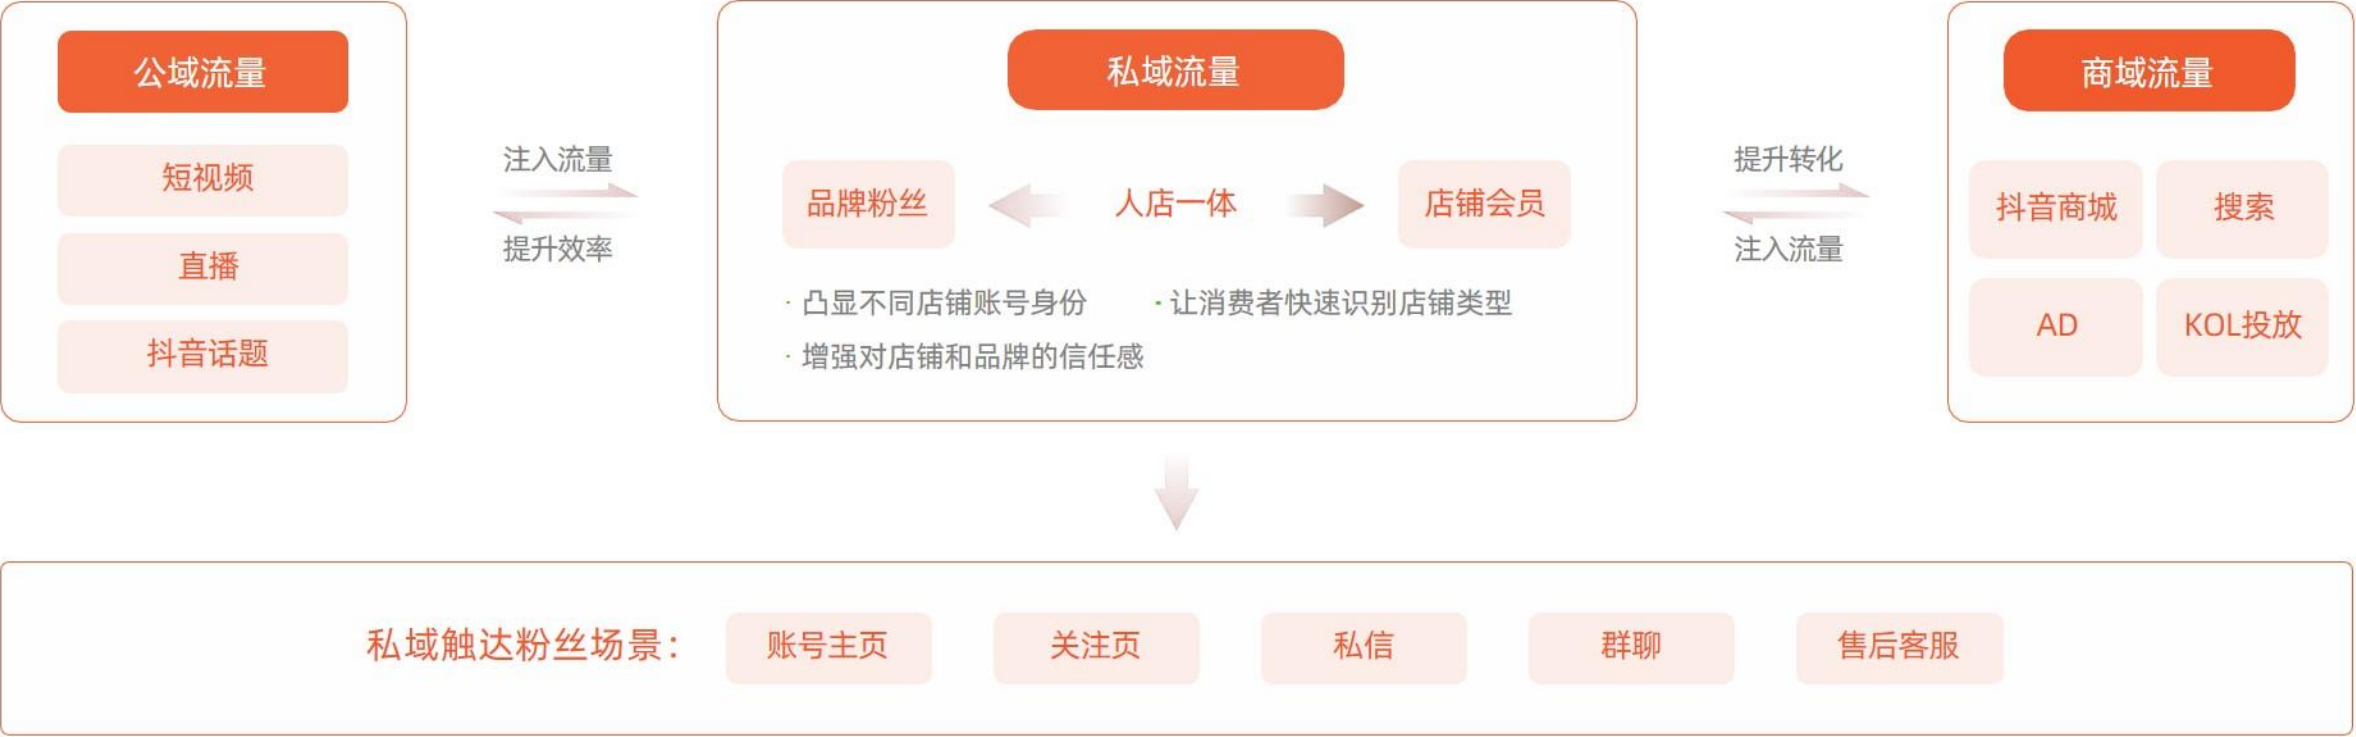 公域流量
短视频
直播
抖音话题
注入流量
提升效率
私域流量
品牌粉丝
人店一体
店铺会员
· 凸显不同店铺账号身份
· 让消费者快速识别店铺类型
· 增强对店铺和品牌的信任感
提升转化
注入流量
商域流量
抖音商城
搜索
AD
KOL投放
私域触达粉丝场景：
账号主页
关注页
私信
群聊
售后客服